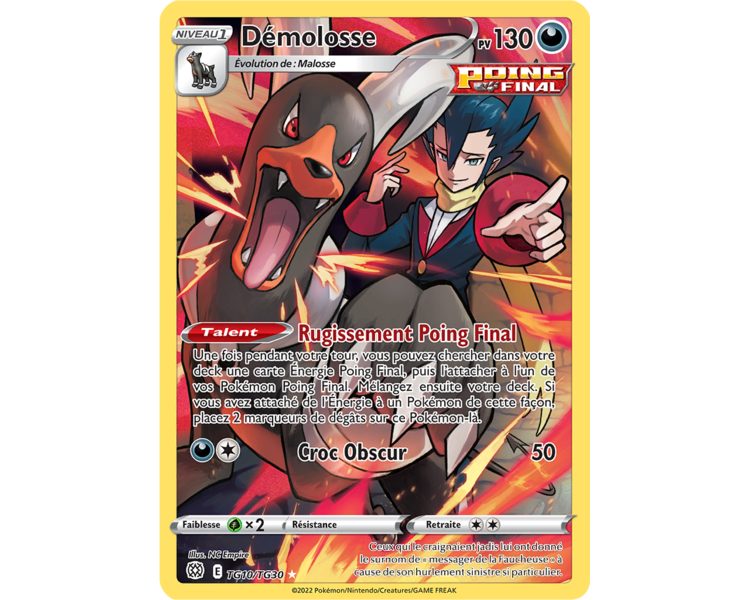 NIVEAU 1
Démolosse
PV 130
Évolution de : Malosse
POING FINAL
Talent Rugissement Poing Final
Une fois pendant votre tour, vous pouvez chercher dans votre
deck une carte Énergie Poing Final, puis l'attacher à l'un de
vos Pokémon Poing Final. Mélangez ensuite votre deck. Si
vous avez attaché de l'Énergie à un Pokémon de cette façon,
placez 2 marqueurs de dégâts sur ce Pokémon-là.
Croc Obscur 50
Faiblesse ×2 Résistance Retraite
Illus. NC Empire
E TG10/TG30 ★
Ceux qui le craignaient jadis lui ont donné
le surnom de « messager de la Faucheuse » à
cause de son hurlement sinistre si particulier.
©2022 Pokémon/Nintendo/Creatures/GAME FREAK